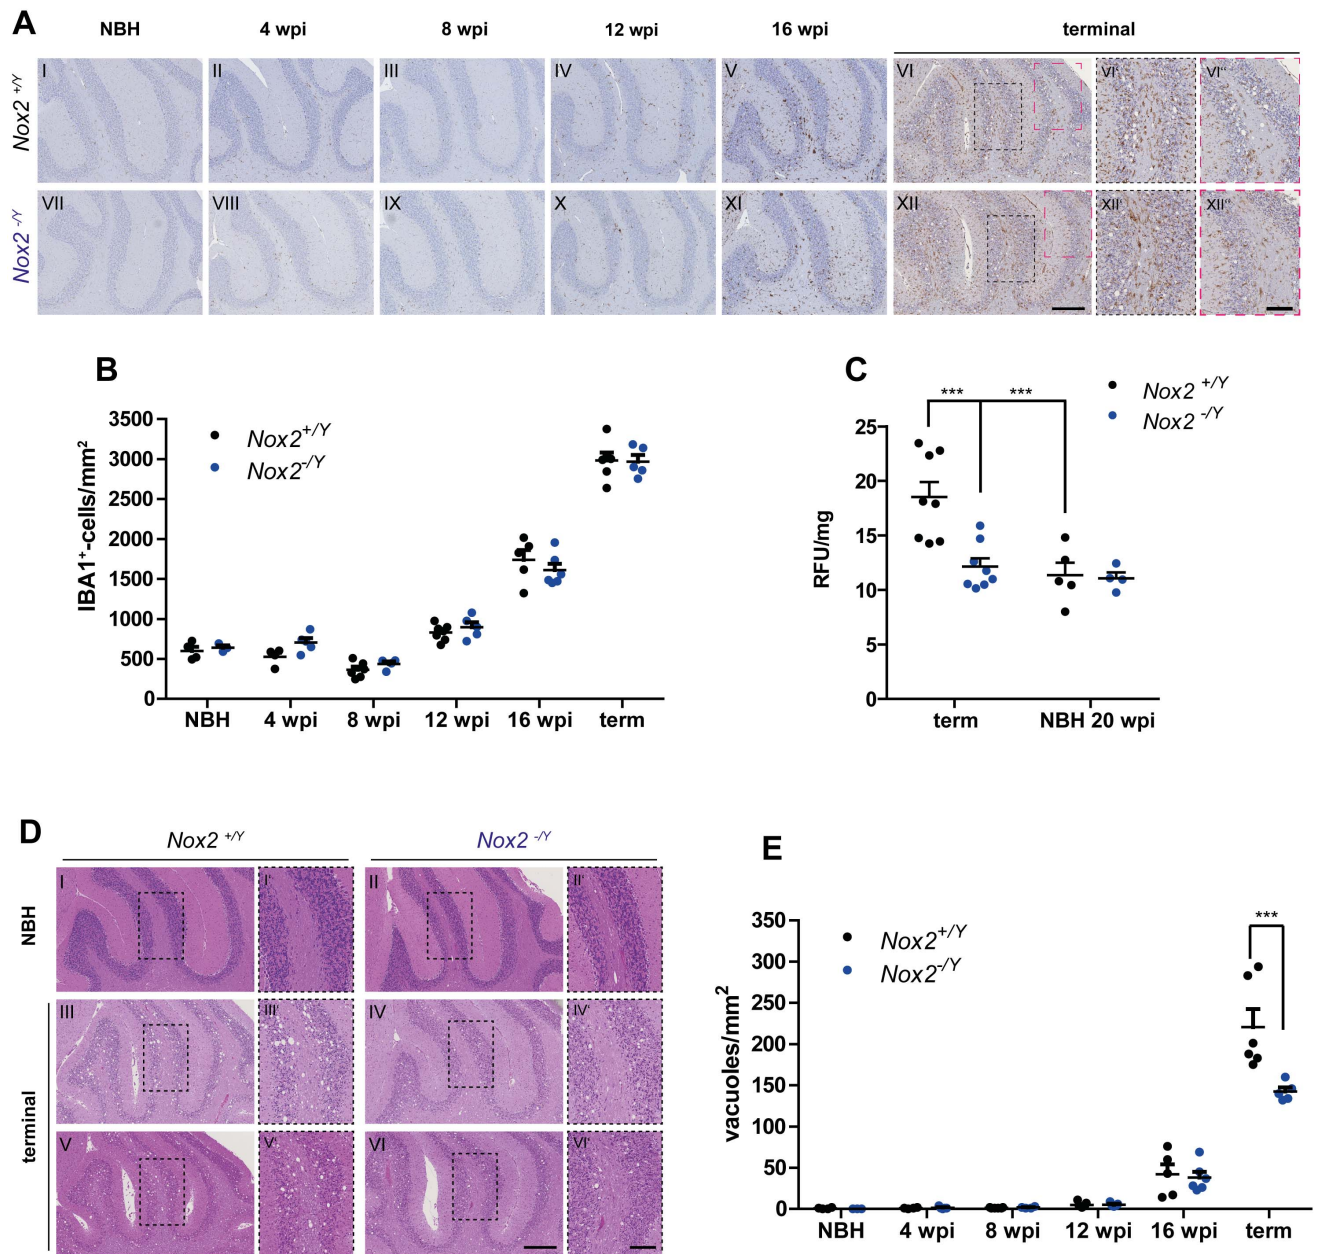 A
NBH 4 wpi 8 wpi 12 wpi 16 wpi terminal
Nox2 +/Y
I II III IV V VI VI' VI''
Nox2 -/Y
VII VIII IX X XI XII XII' XII''
B
3500
3000
2500
2000
1500
1000
500
0
IBA1+-cells/mm2
Nox2+/Y
Nox2-/Y
NBH 4 wpi 8 wpi 12 wpi 16 wpi term
C
*** ***
Nox2 +/Y
Nox2 -/Y
25
20
15
10
5
0
RFU/mg
term NBH 20 wpi
D
Nox2 +/Y Nox2 -/Y
NBH
I I' II II'
terminal
III III' IV IV'
V V' VI VI'
E
350
300
250
200
150
100
50
0
vacuoles/mm2
Nox2+/Y
Nox2-/Y
***
NBH 4 wpi 8 wpi 12 wpi 16 wpi term